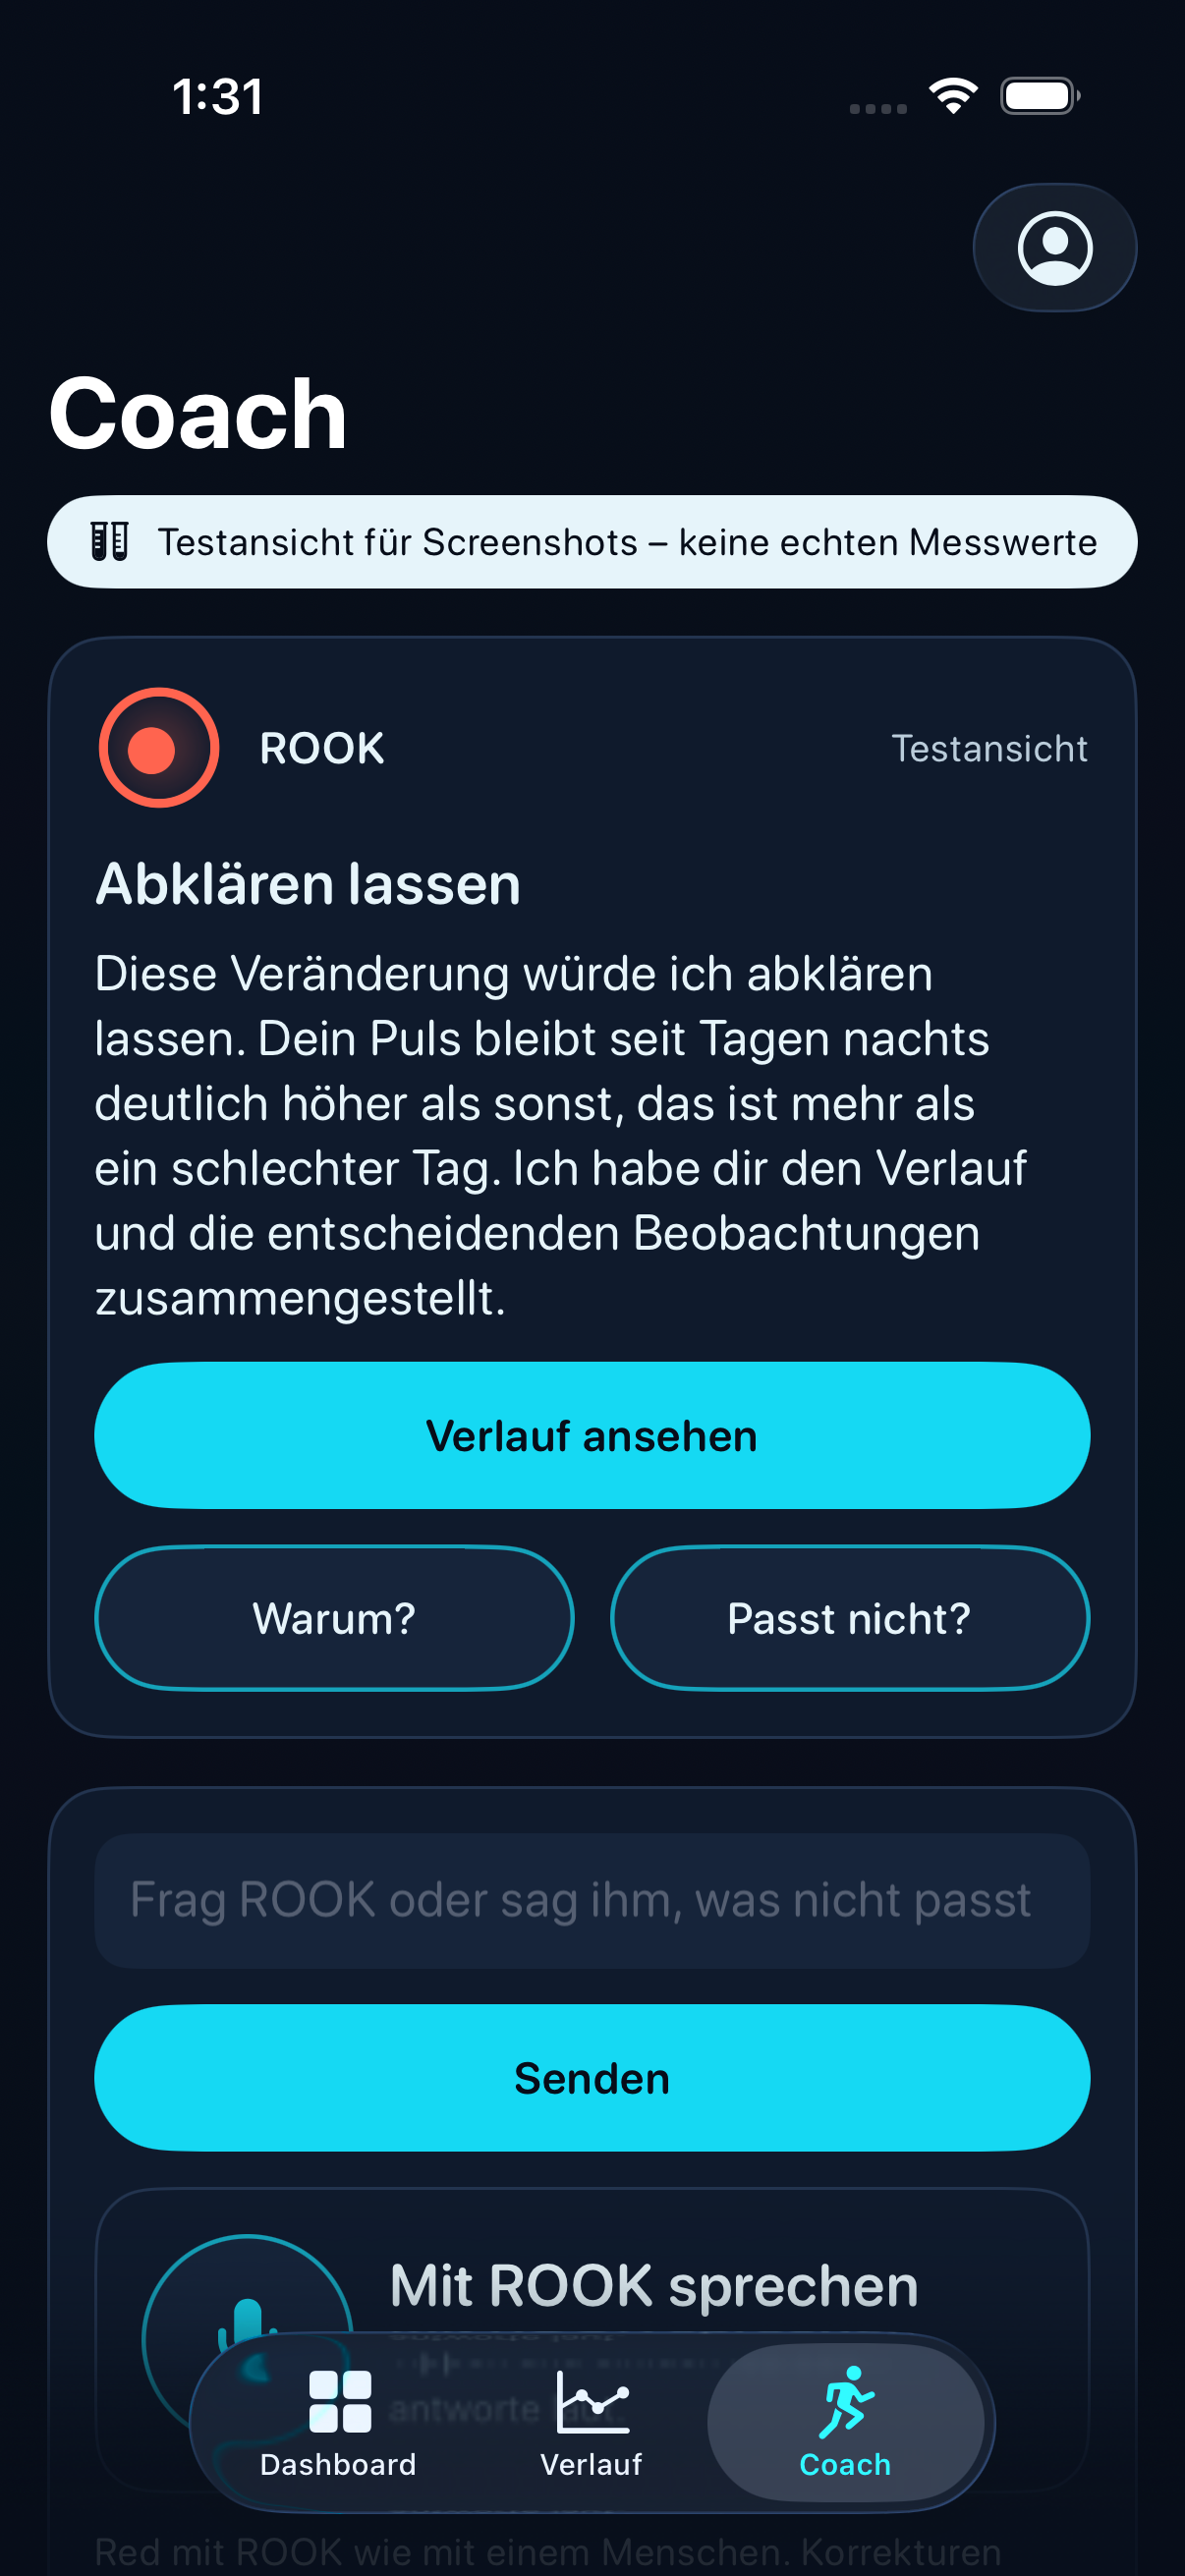 1:31
Coach
Testansicht für Screenshots – keine echten Messwerte
ROOK
Testansicht
Abklären lassen
Diese Veränderung würde ich abklären
lassen. Dein Puls bleibt seit Tagen nachts
deutlich höher als sonst, das ist mehr als
ein schlechter Tag. Ich habe dir den Verlauf
und die entscheidenden Beobachtungen
zusammengestellt.
Verlauf ansehen
Warum?
Passt nicht?
Frag ROOK oder sag ihm, was nicht passt
Senden
Mit ROOK sprechen
antworte laut.
Dashboard
Verlauf
Coach
Red mit ROOK wie mit einem Menschen. Korrekturen